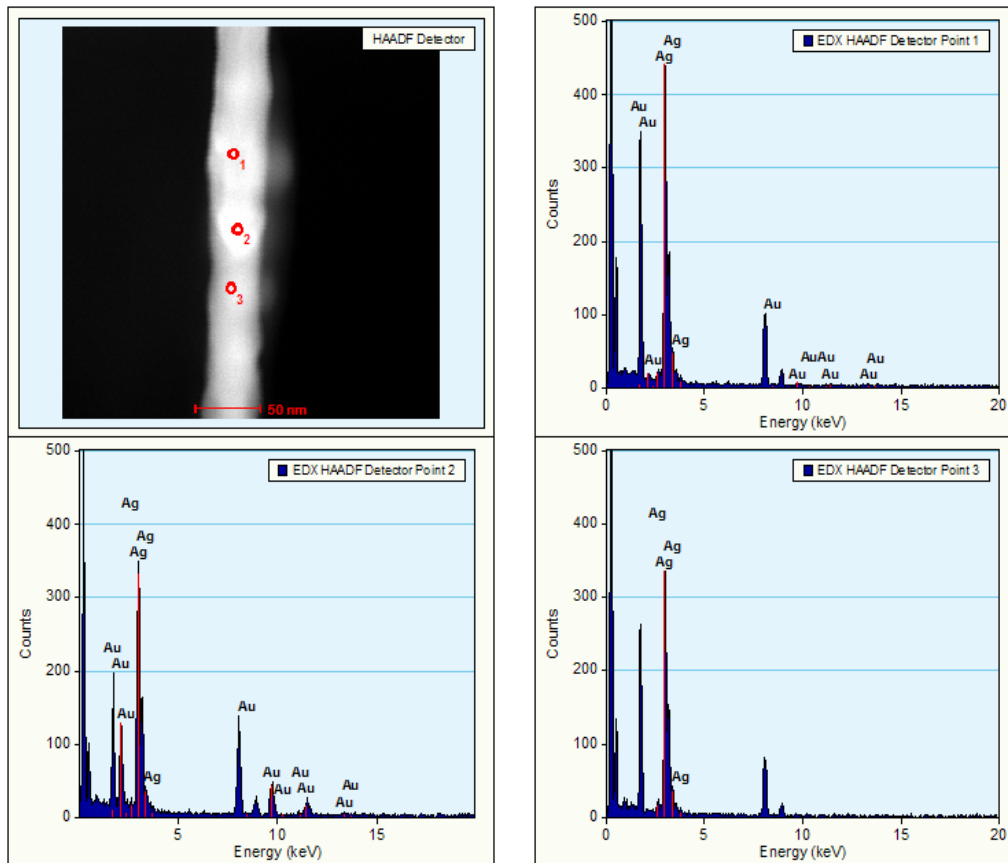 HAADF Detector
1
2
3
50 nm
EDX HAADF Detector Point 1
Counts
500
400
300
200
100
0
Ag
Ag
Au
Au
Au
Ag
Au
Au
AuAu
Au
Au
Au
0
5
10
15
20
Energy (keV)
EDX HAADF Detector Point 2
Counts
500
400
300
200
100
0
Ag
Ag
Ag
Au
Au
Au
Ag
Au
Au
Au
Au
Au
Au
Au
5
10
15
Energy (keV)
EDX HAADF Detector Point 3
Counts
500
400
300
200
100
0
Ag
Ag
Ag
Ag
0
5
10
15
20
Energy (keV)